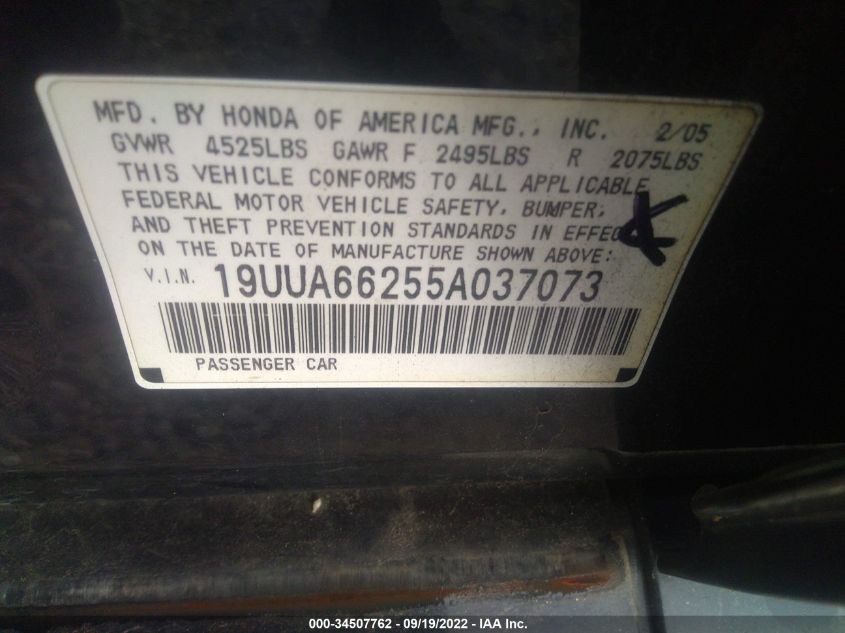 MFD. BY HONDA OF AMERICA MFG., INC. 2/05
GVWR 4525LBS GAWR F 2495LBS R 2075LBS
THIS VEHICLE CONFORMS TO ALL APPLICABLE
FEDERAL MOTOR VEHICLE SAFETY, BUMPER,
AND THEFT PREVENTION STANDARDS IN EFFEC
ON THE DATE OF MANUFACTURE SHOWN ABOVE:
V.I.N. 19UUA66255A037073
PASSENGER CAR
000-34507762 - 09/19/2022 - IAA Inc.